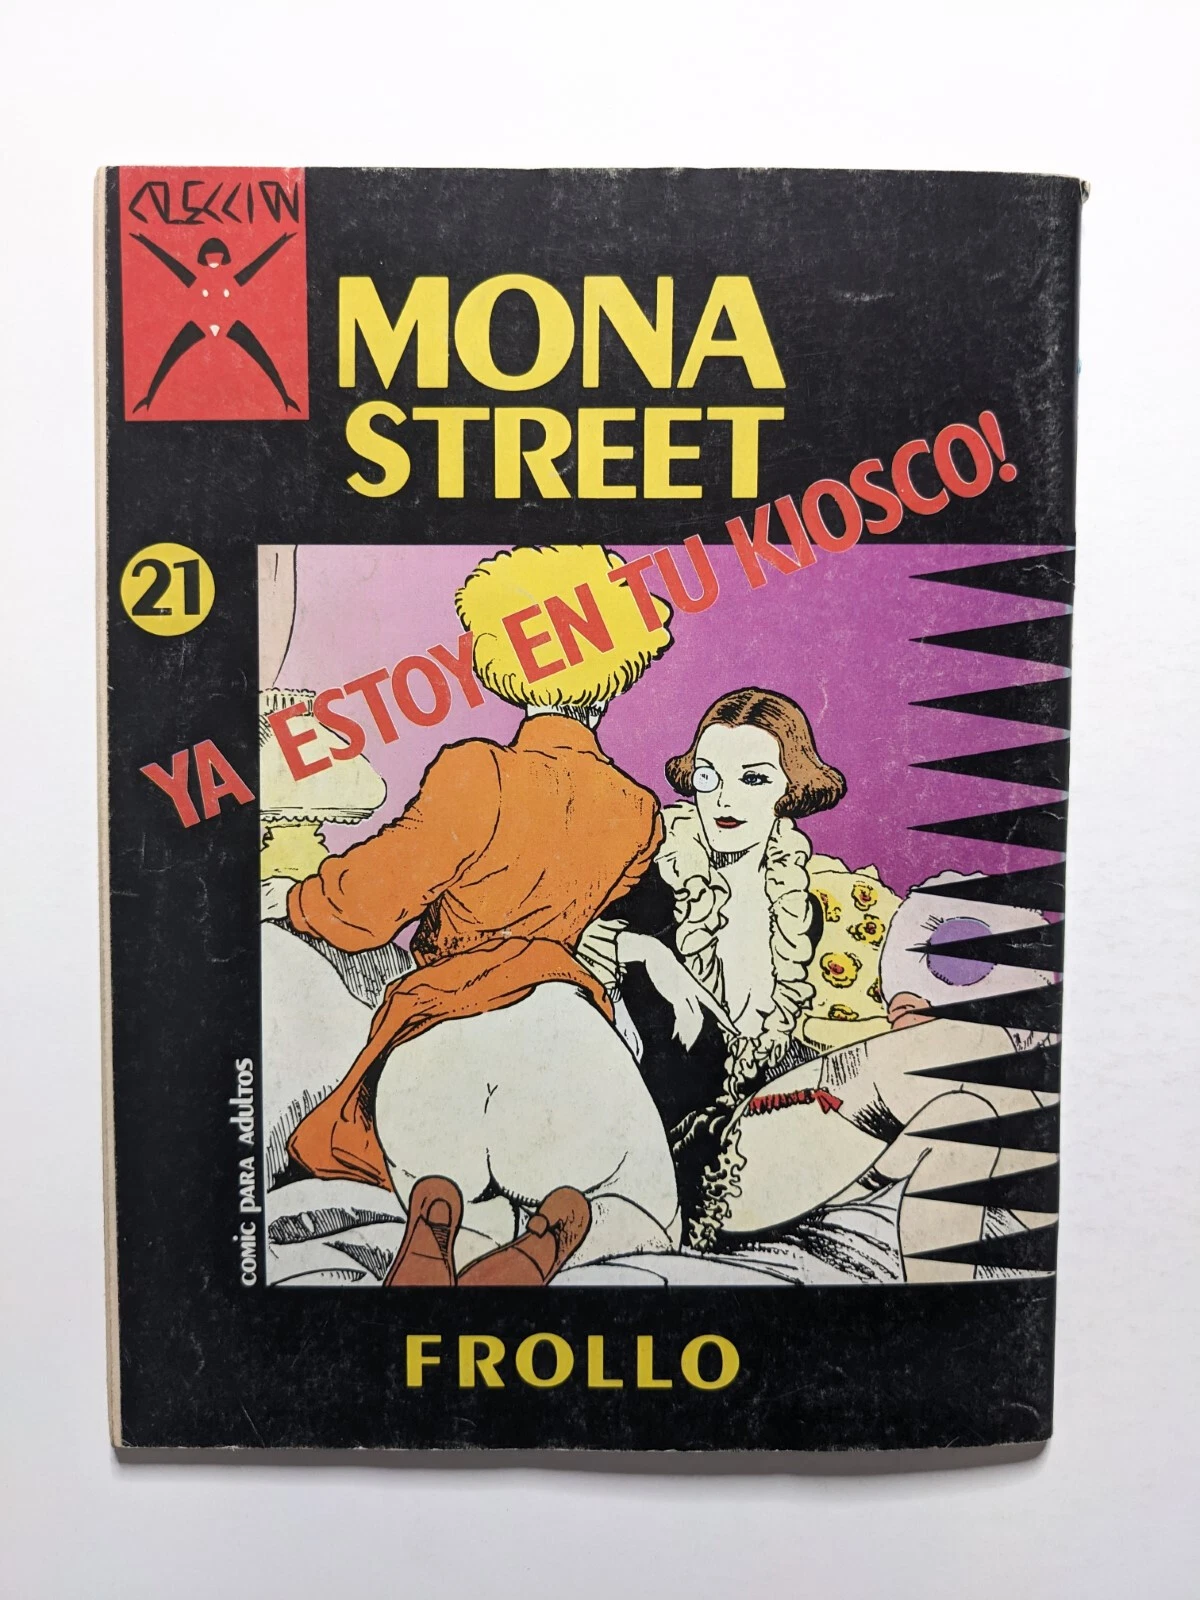 COLECCION
X
MONA
STREET
YA ESTOY EN TU KIOSCO!
21
COMIC PARA AdULTOS
FROLLO